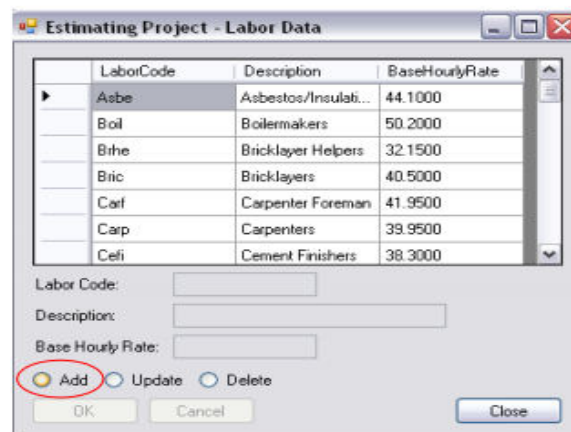 Estimating Project - Labor Data
LaborCode Description BaseHourlyRate
Asbe Asbestos/Insulati... 44.1000
Boil Boilermakers 50.2000
Brhe Bricklayer Helpers 32.1500
Bric Bricklayers 40.5000
Carf Carpenter Foreman 41.9500
Carp Carpenters 39.9500
Cefi Cement Finishers 38.3000
Labor Code:
Description:
Base Hourly Rate:
Add Update Delete
OK Cancel Close